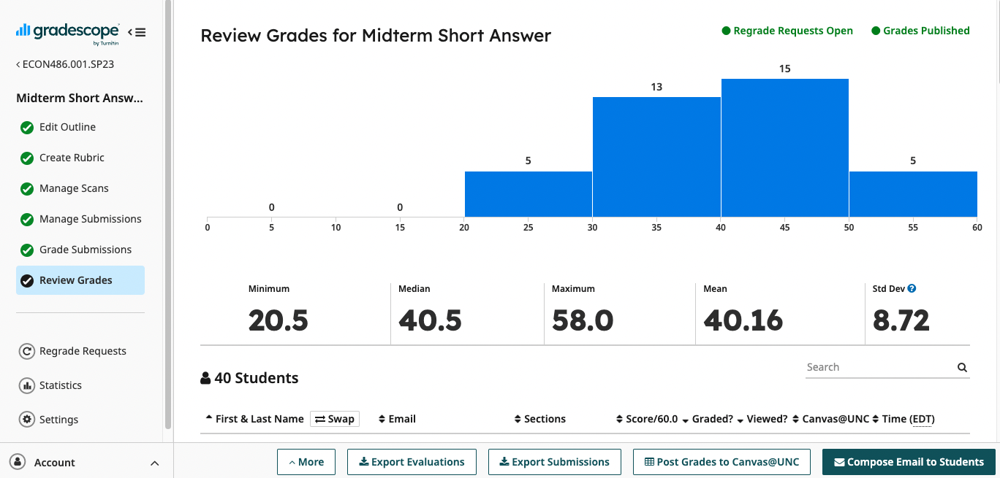 gradescope
by Turnitin
ECON486.001.SP23
Midterm Short Answ...
Edit Outline
Create Rubric
Manage Scans
Manage Submissions
Grade Submissions
Review Grades
Regrade Requests
Statistics
Settings
Account
Review Grades for Midterm Short Answer
Regrade Requests Open
Grades Published
0 0 5 13 15 5
0 5 10 15 20 25 30 35 40 45 50 55 60
Minimum Median Maximum Mean Std Dev ?
20.5 40.5 58.0 40.16 8.72
40 Students
Search
First & Last Name Swap Email Sections Score/60.0 Graded? Viewed? Canvas@UNC Time (EDT)
More Export Evaluations Export Submissions Post Grades to Canvas@UNC Compose Email to Students